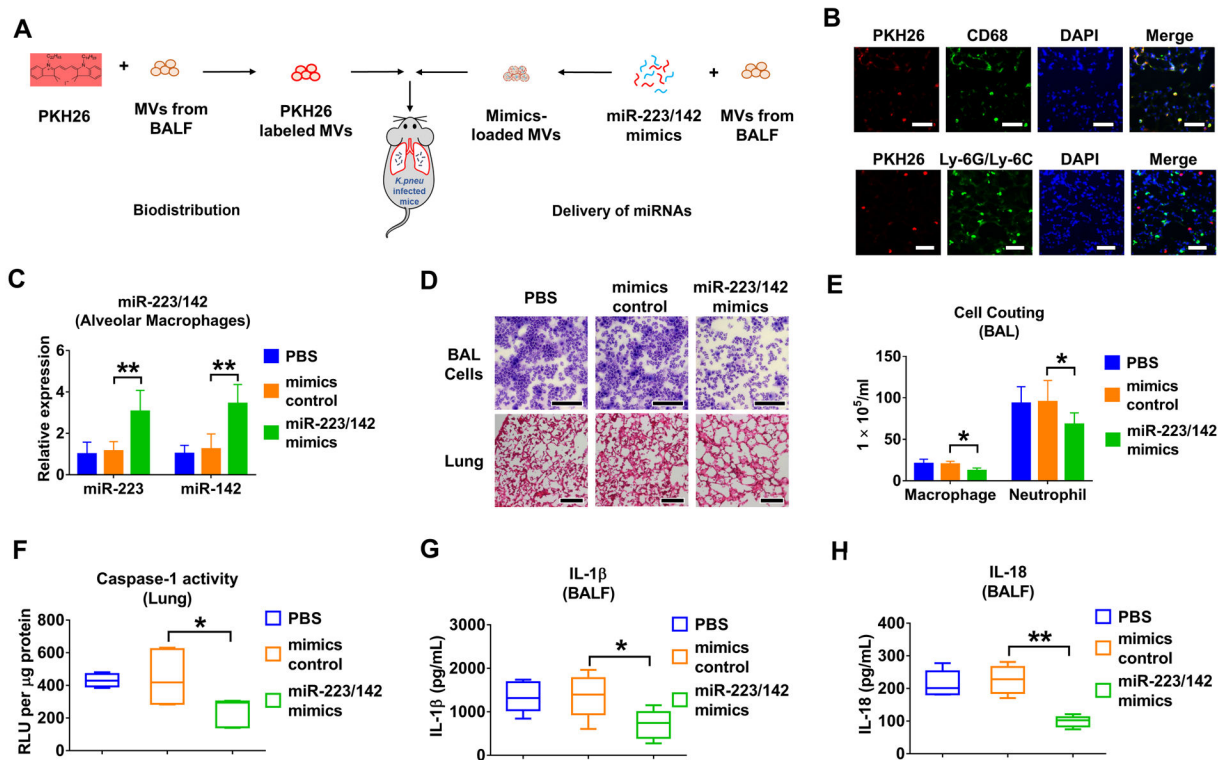 A
PKH26
+
MVs from
BALF
PKH26
labeled MVs
K.pneu
infected
mice
Mimics-
loaded MVs
miR-223/142
mimics
+
MVs from
BALF
Biodistribution
Delivery of miRNAs
B
PKH26 CD68 DAPI Merge
PKH26 Ly-6G/Ly-6C DAPI Merge
C
miR-223/142
(Alveolar Macrophages)
Relative expression
6
4
2
0
** **
miR-223 miR-142
PBS
mimics
control
miR-223/142
mimics
D
PBS mimics control miR-223/142 mimics
BAL
Cells
Lung
E
Cell Couting
(BAL)
1 × 10⁵/ml
100
50
0
* *
Macrophage Neutrophil
PBS
mimics
control
miR-223/142
mimics
F
Caspase-1 activity
(Lung)
RLU per µg protein
800
600
400
200
0
*
PBS
mimics
control
miR-223/142
mimics
G
IL-1β
(BALF)
IL-1β (pg/mL)
3000
2000
1000
0
*
PBS
mimics
control
miR-223/142
mimics
H
IL-18
(BALF)
IL-18 (pg/mL)
400
300
200
100
0
**
PBS
mimics
control
miR-223/142
mimics